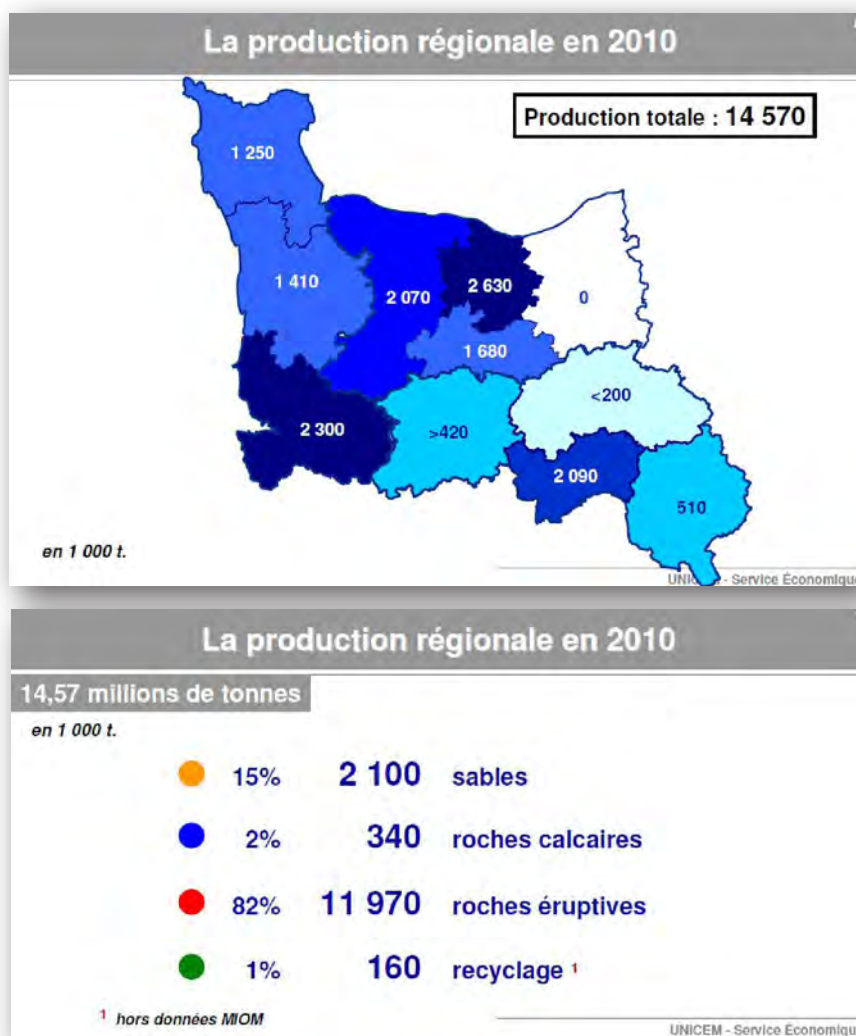 La production régionale en 2010
Production totale : 14 570
1 250
1 410
2 070
2 630
0
1 680
<200
2 300
>420
2 090
510
en 1 000 t.
- Service Économique
La production régionale en 2010
14,57 millions de tonnes
en 1 000 t.
15% 2 100 sables
2% 340 roches calcaires
82% 11 970 roches éruptives
1% 160 recyclage 1
1 hors données MIOM
UNICEM - Service Économique